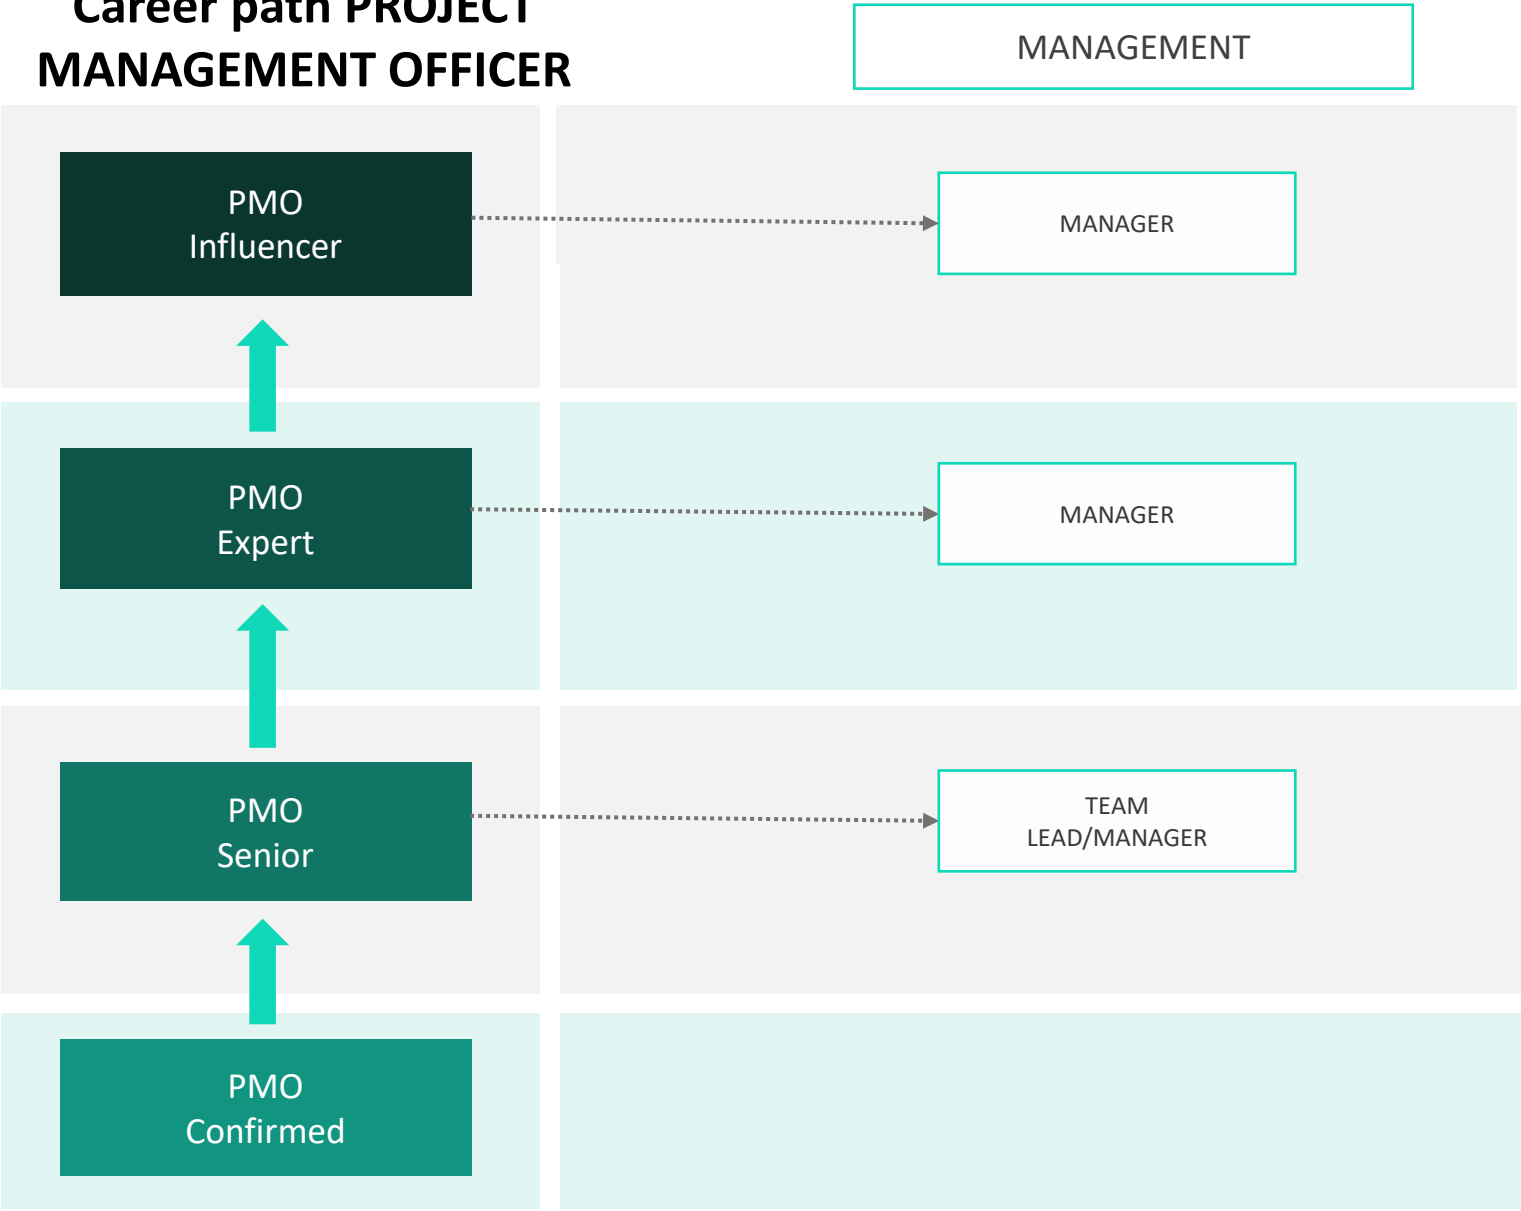 Career path PROJECT
MANAGEMENT OFFICER
MANAGEMENT
PMO
Influencer
MANAGER
PMO
Expert
MANAGER
PMO
Senior
TEAM
LEAD/MANAGER
PMO
Confirmed